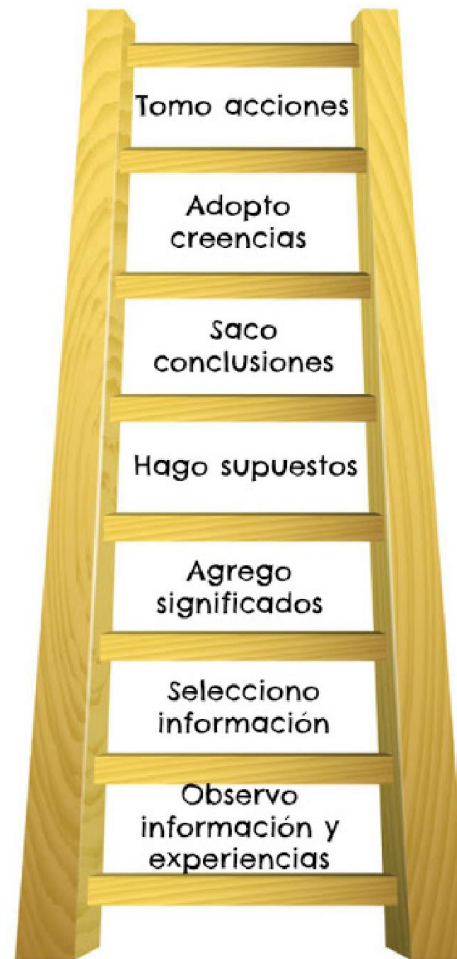 Tomo acciones
Adopto
creencias
Saco
conclusiones
Hago supuestos
Agrego
significados
Selecciono
información
Observo
información y
experiencias